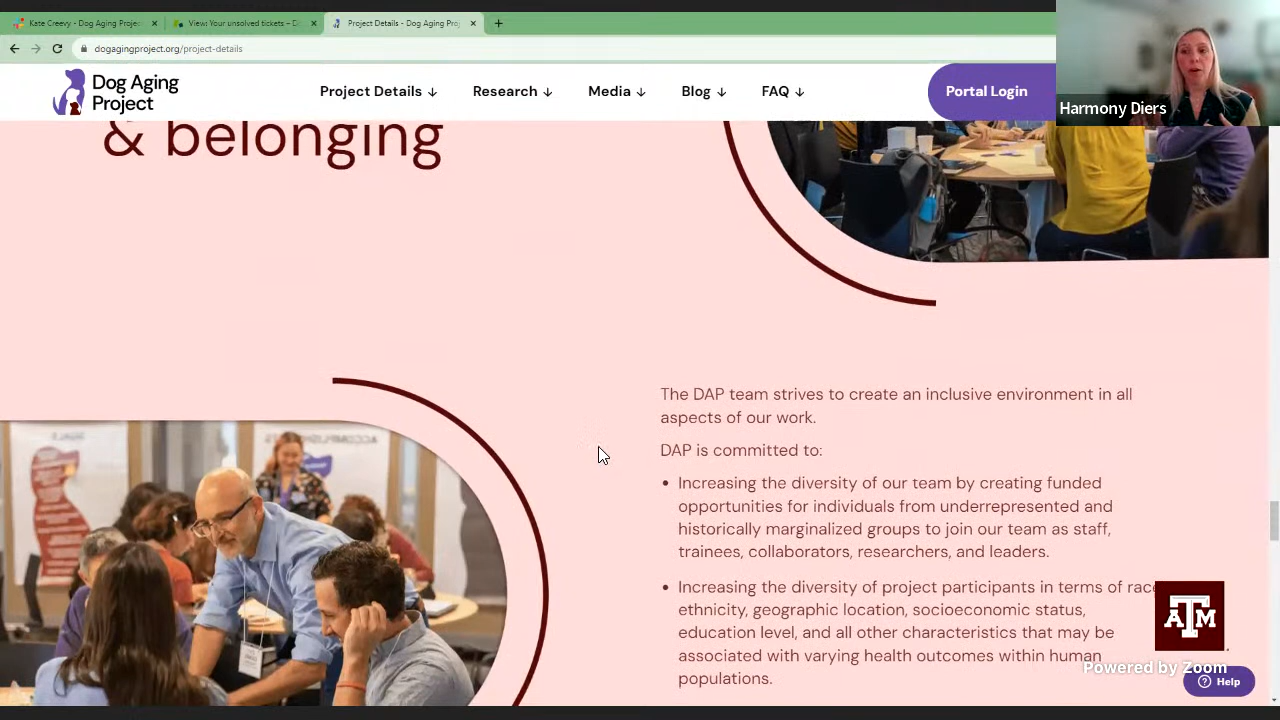 Kate Creevy - Dog Aging Project
View: Your unsolved tickets – Di
Project Details - Dog Aging Proj
dogagingproject.org/project-details
Dog Aging
Project
Project Details
Research
Media
Blog
FAQ
Portal Login
Harmony Diers
& belonging
The DAP team strives to create an inclusive environment in all
aspects of our work.
DAP is committed to:
Increasing the diversity of our team by creating funded
opportunities for individuals from underrepresented and
historically marginalized groups to join our team as staff,
trainees, collaborators, researchers, and leaders.
Increasing the diversity of project participants in terms of race
ethnicity, geographic location, socioeconomic status,
education level, and all other characteristics that may be
associated with varying health outcomes within human
populations.
ATM
Powered by Zoom
Help